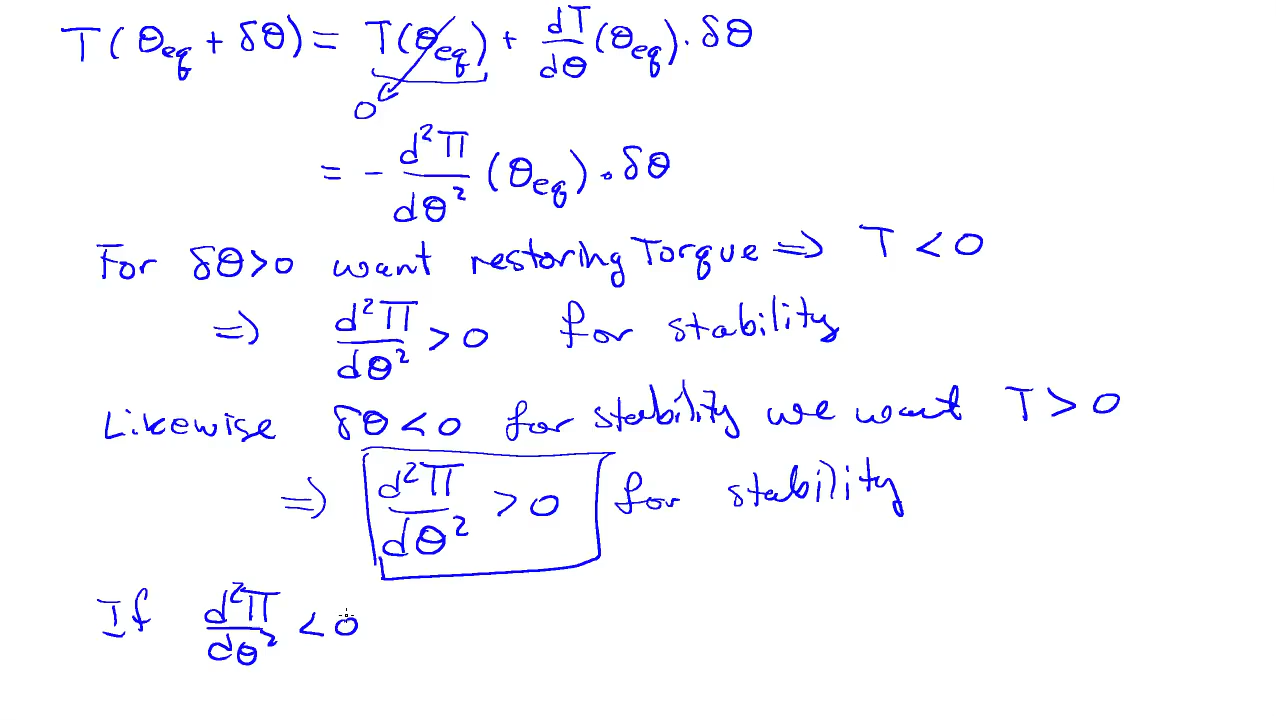 T(θeq + δθ) = T(θeq) + dT/dθ (θeq)·δθ
0
= - d²Π/dθ² (θeq)·δθ
For δθ>0 want restoring Torque ⇒ T < 0
⇒ d²Π/dθ² > 0 for stability
Likewise δθ < 0 for stability we want T > 0
⇒ d²Π/dθ² > 0 for stability
If d²Π/dθ² < 0